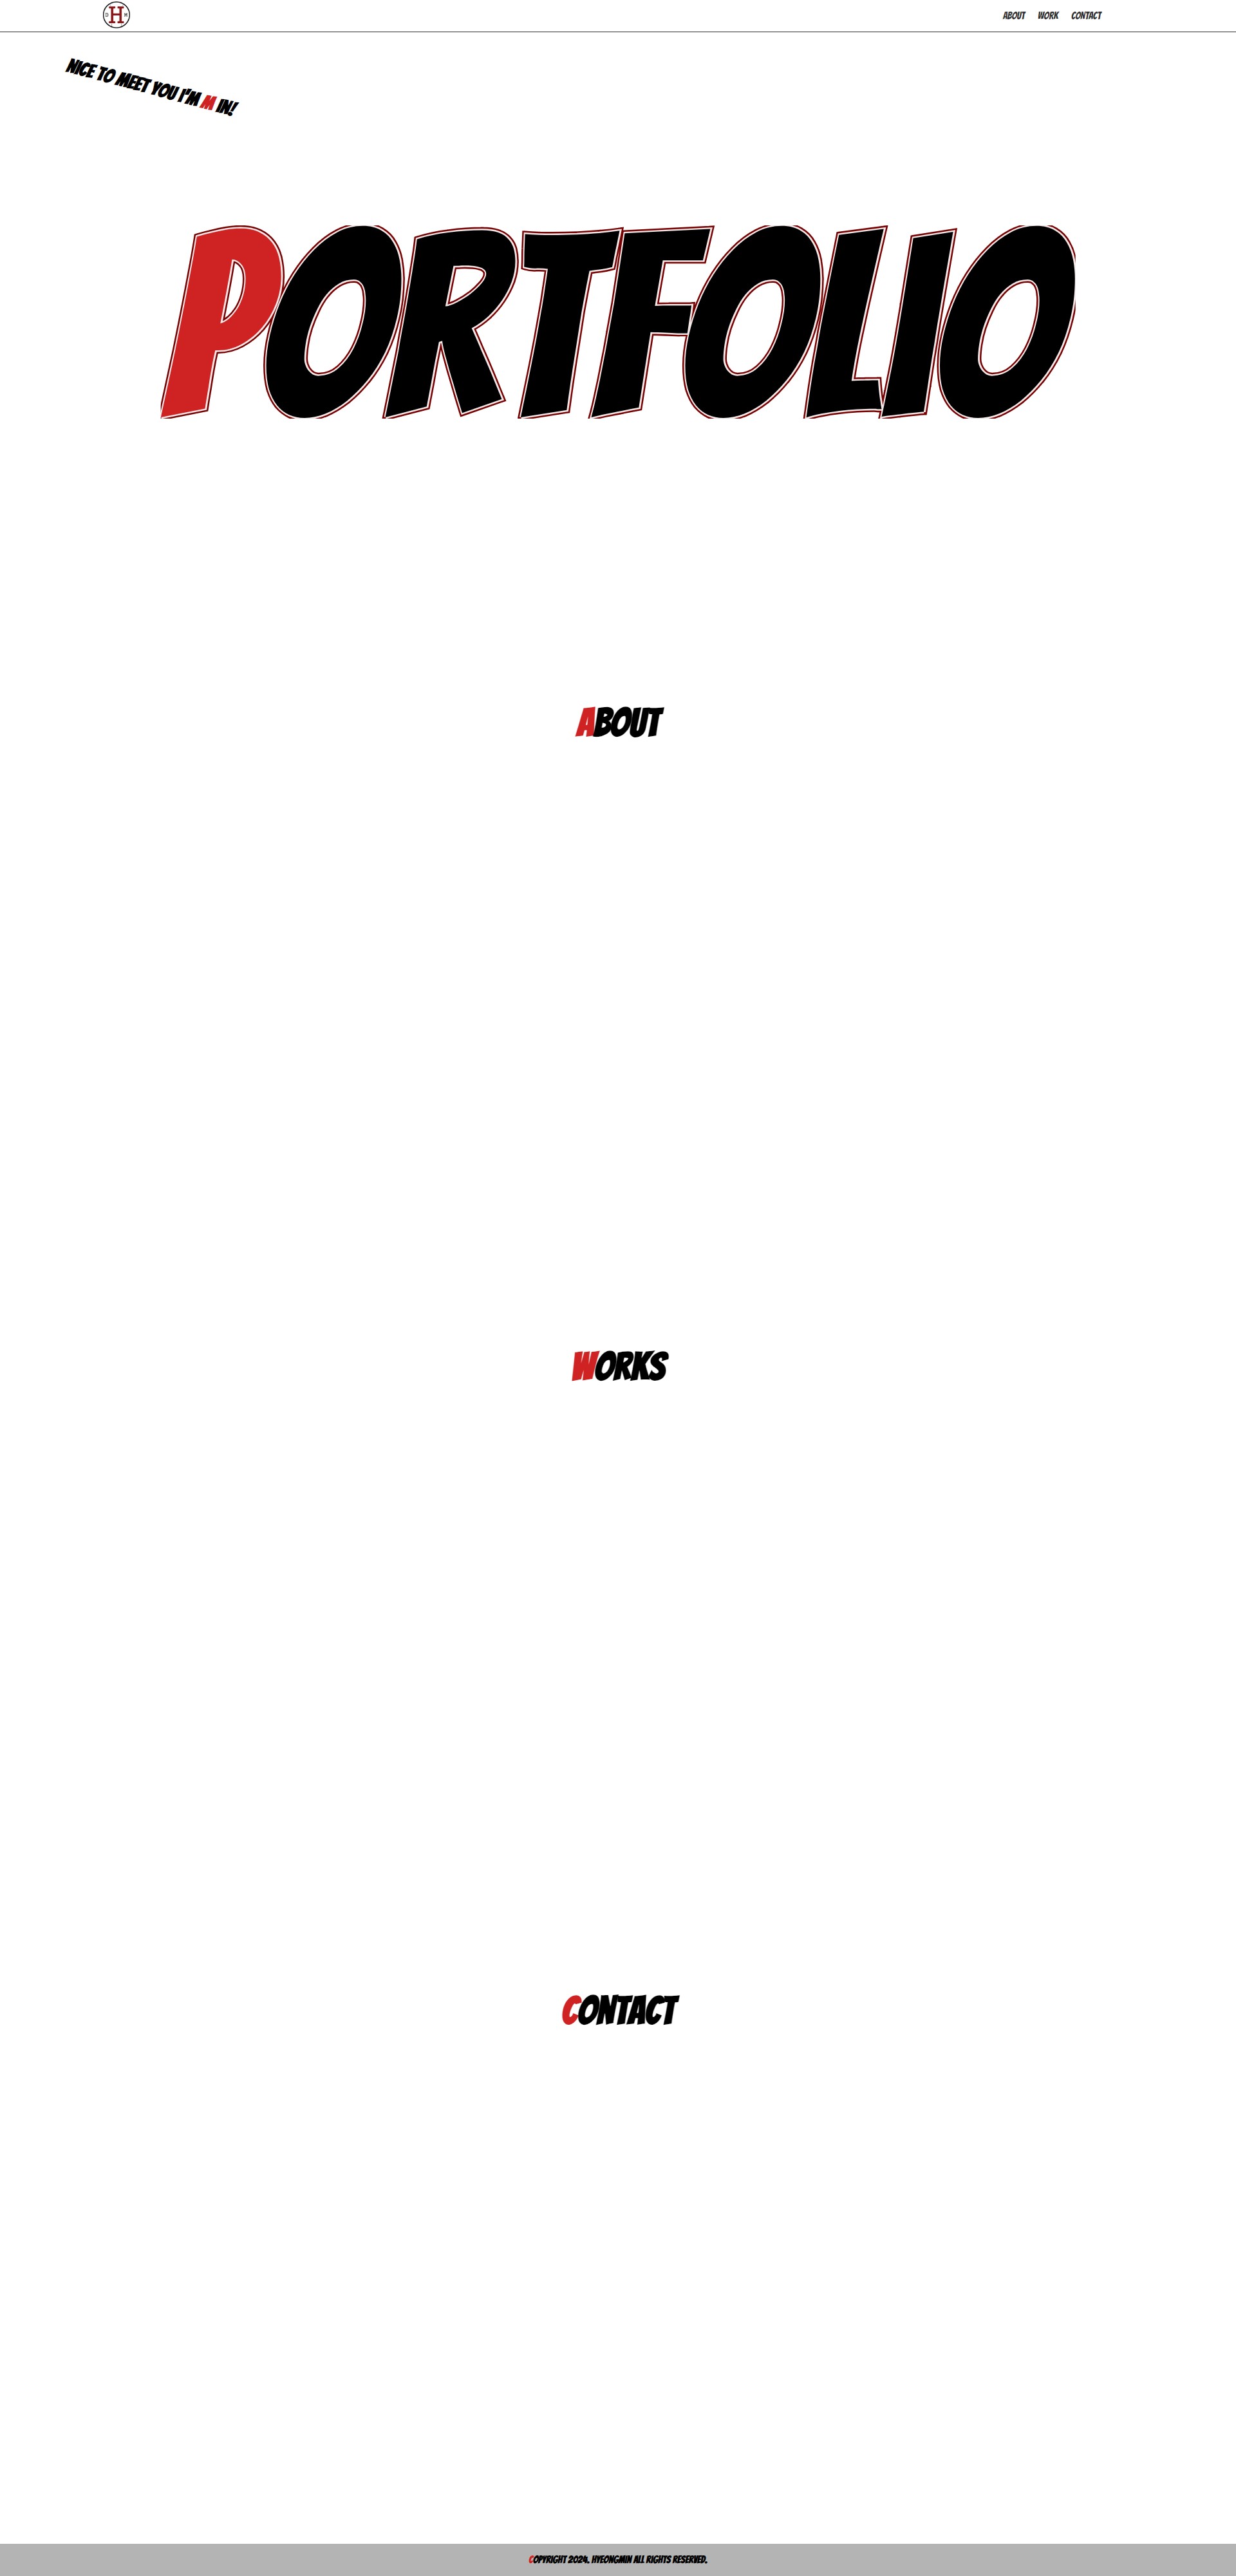 H
ABOUT WORK CONTACT
NICE TO MEET YOU I'M M IN!
PORTFOLIO
ABOUT
WORKS
CONTACT
COPYRIGHT 2024. HYEONGMIN ALL RIGHTS RESERVED.